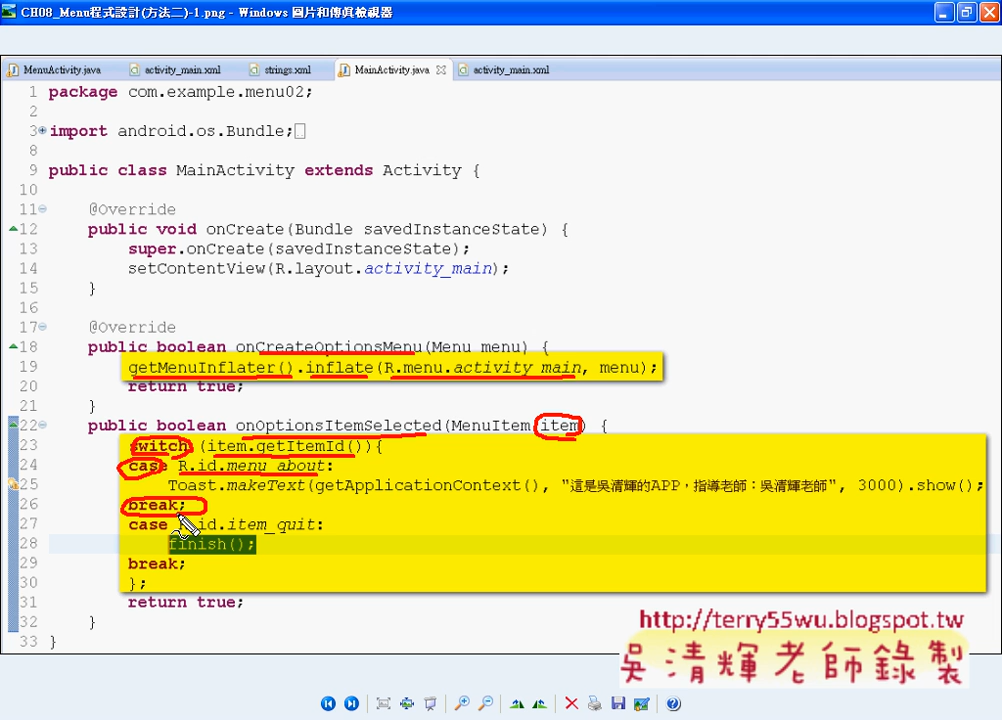 CH08_Menu程式設計(方法二)-1.png - Windows 圖片和傳真檢視器
MenuActivity.java activity_main.xml strings.xml MainActivity.java activity_main.xml
1 package com.example.menu02;
2
3 import android.os.Bundle;
8
9 public class MainActivity extends Activity {
10
11 @Override
12 public void onCreate(Bundle savedInstanceState) {
13 super.onCreate(savedInstanceState);
14 setContentView(R.layout.activity_main);
15 }
16
17 @Override
18 public boolean onCreateOptionsMenu(Menu menu) {
19 getMenuInflater().inflate(R.menu.activity_main, menu);
20 return true;
21 }
22 public boolean onOptionsItemSelected(MenuItem item) {
23 switch (item.getItemId()){
24 case R.id.menu_about:
25 Toast.makeText(getApplicationContext(), "這是吳清輝的APP，指導老師：吳清輝老師", 3000).show();
26 break;
27 case R.id.item_quit:
28 finish();
29 break;
30 };
31 return true;
32 }
33 }
http://terry55wu.blogspot.tw
吳清輝老師錄製